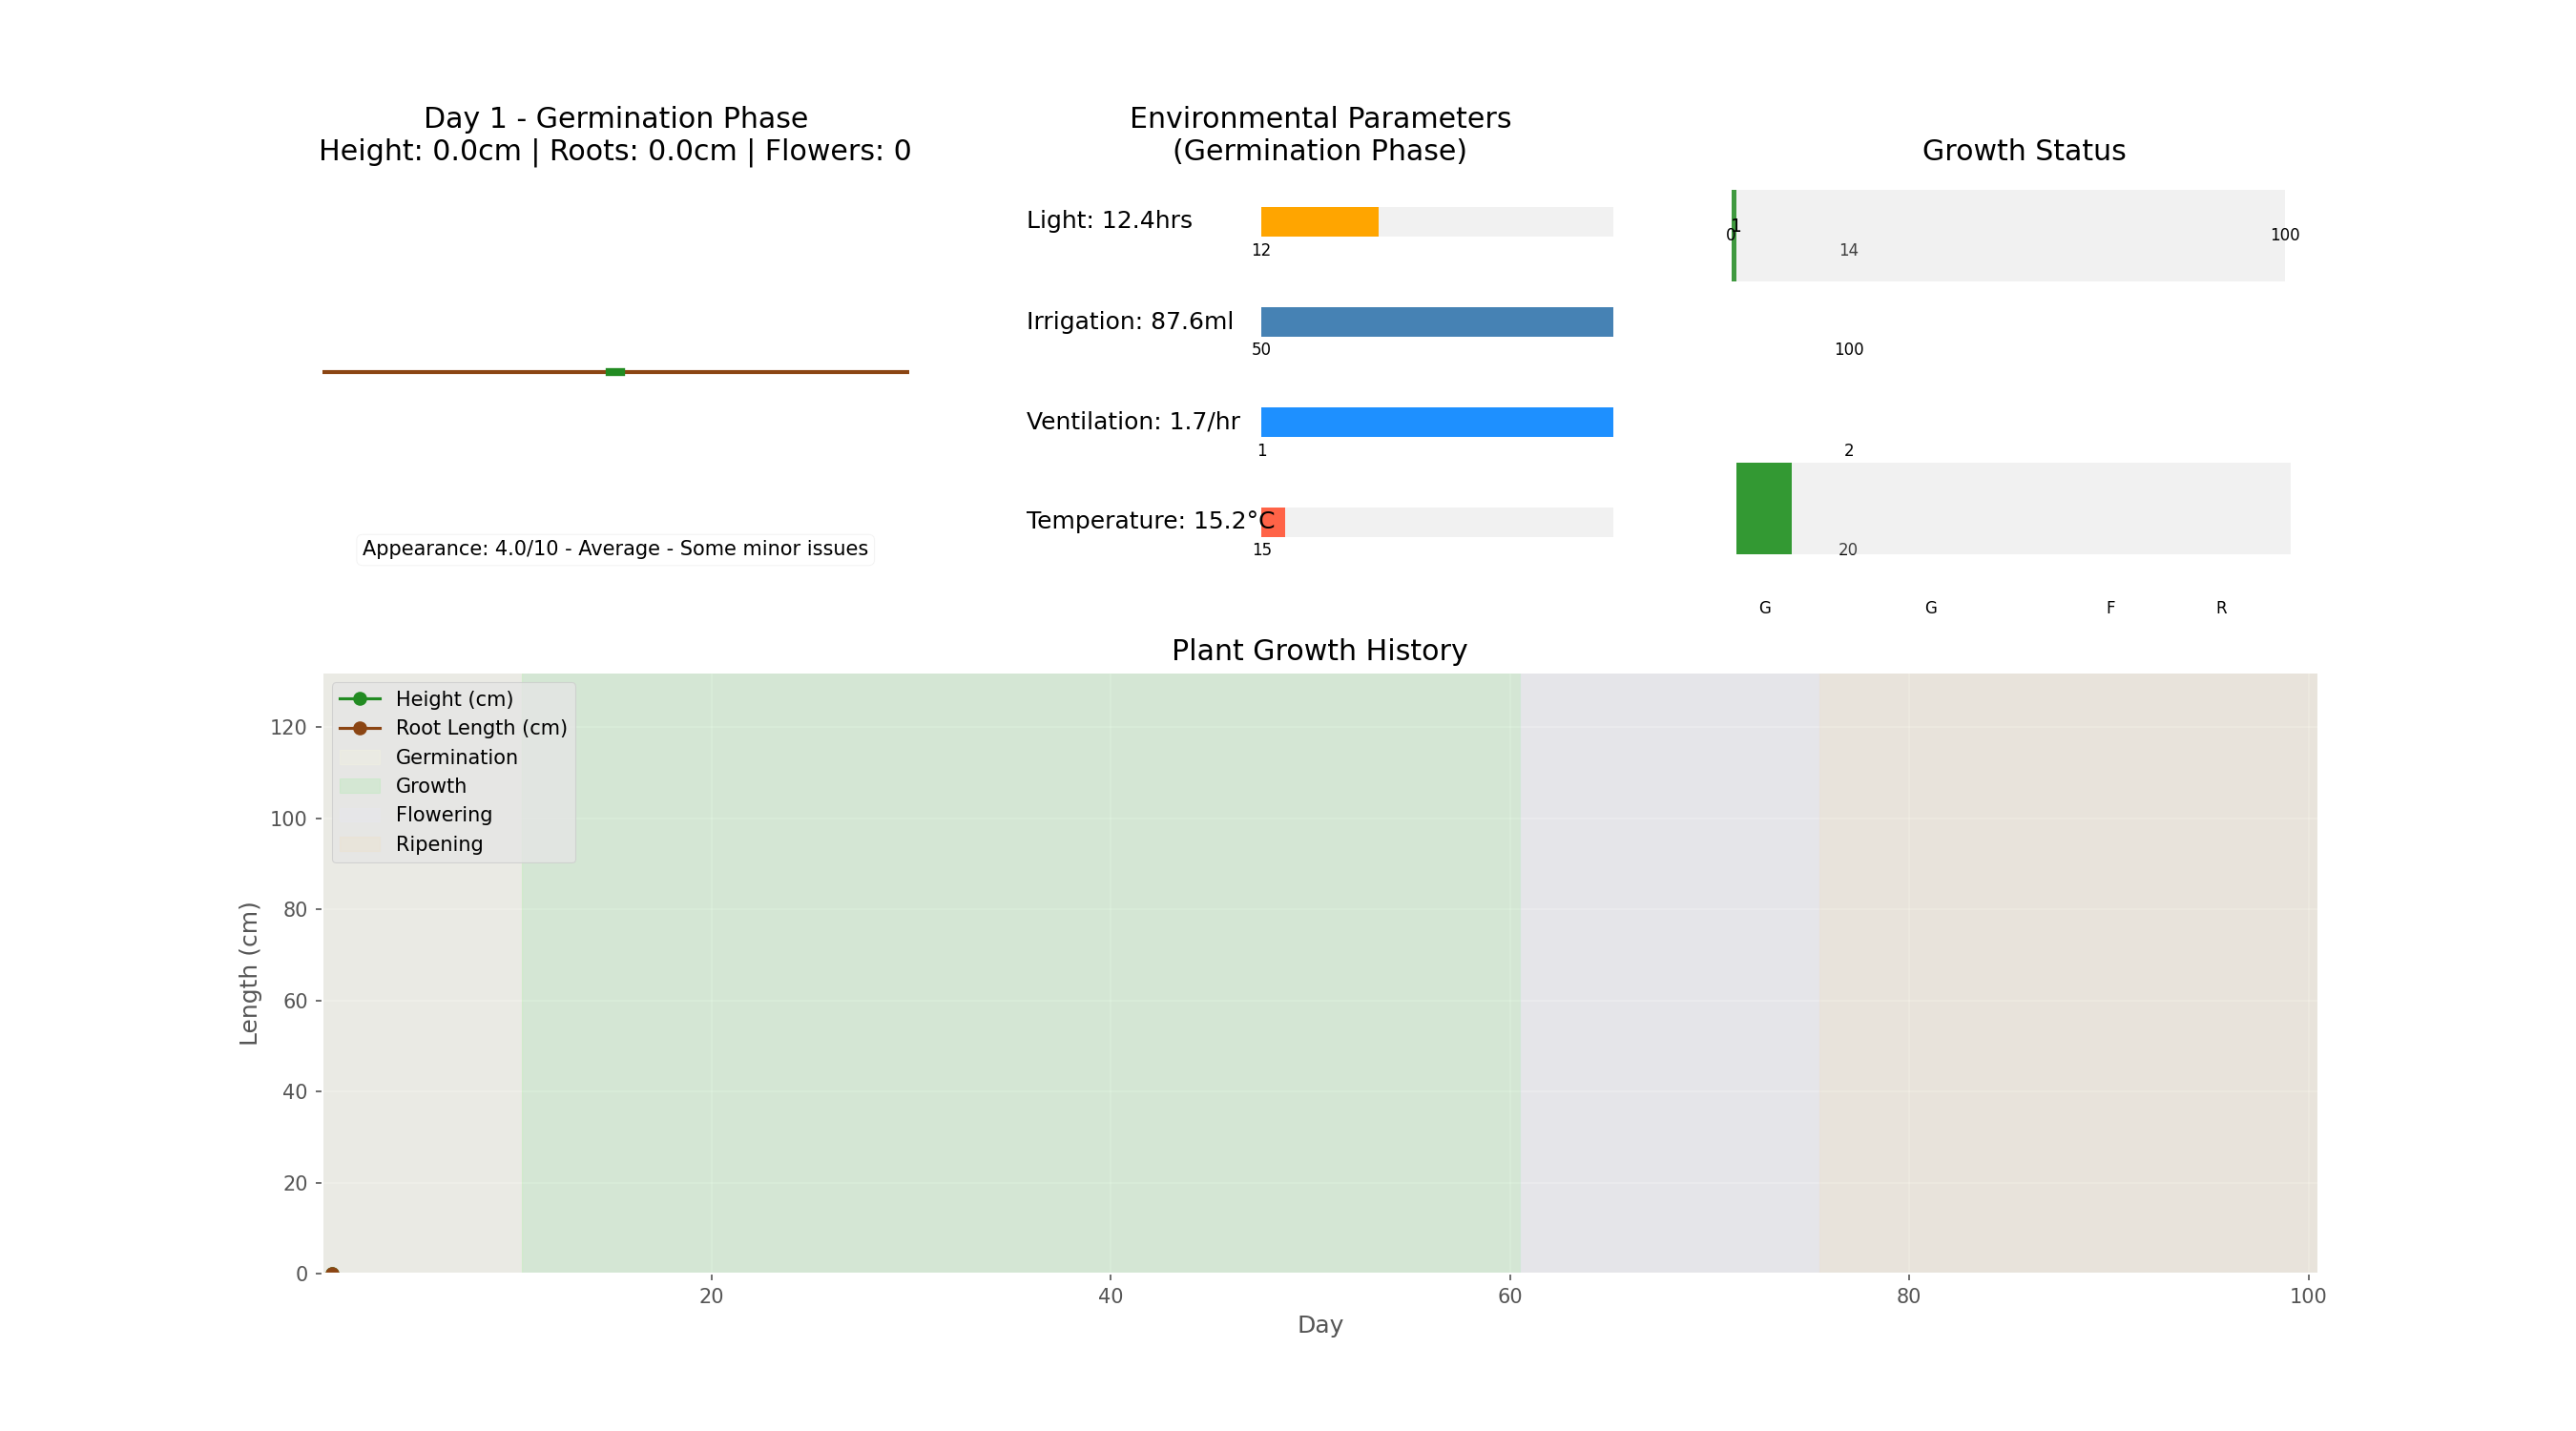 Day 1 - Germination Phase
Height: 0.0cm | Roots: 0.0cm | Flowers: 0
Appearance: 4.0/10 - Average - Some minor issues
Environmental Parameters
(Germination Phase)
Light: 12.4hrs
12
14
Irrigation: 87.6ml
50
100
Ventilation: 1.7/hr
1
2
Temperature: 15.2°C
15
20
Growth Status
1
0
100
G
G
F
R
Plant Growth History
Height (cm)
Root Length (cm)
Germination
Growth
Flowering
Ripening
Length (cm)
120
100
80
60
40
20
0
20
40
60
80
100
Day